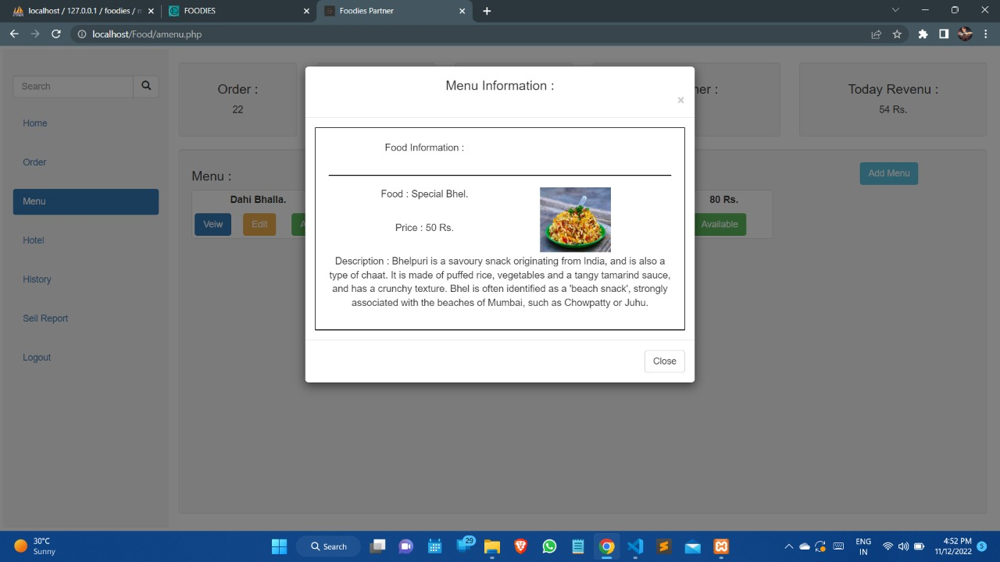 localhost / 127.0.0.1 / foodies /
FOODIES
Foodies Partner
localhost/Food/amenu.php
Search
Home
Order
Menu
Hotel
History
Sell Report
Logout
Order :
22
Today Revenu :
54 Rs.
Menu :
Add Menu
Dahi Bhalla.
80 Rs.
Veiw
Edit
Available
Menu Information :
×
Food Information :
Food : Special Bhel.
Price : 50 Rs.
Description : Bhelpuri is a savoury snack originating from India, and is also a
type of chaat. It is made of puffed rice, vegetables and a tangy tamarind sauce,
and has a crunchy texture. Bhel is often identified as a 'beach snack', strongly
associated with the beaches of Mumbai, such as Chowpatty or Juhu.
Close
30°C
Sunny
Search
29
ENG
IN
4:52 PM
11/12/2022
5